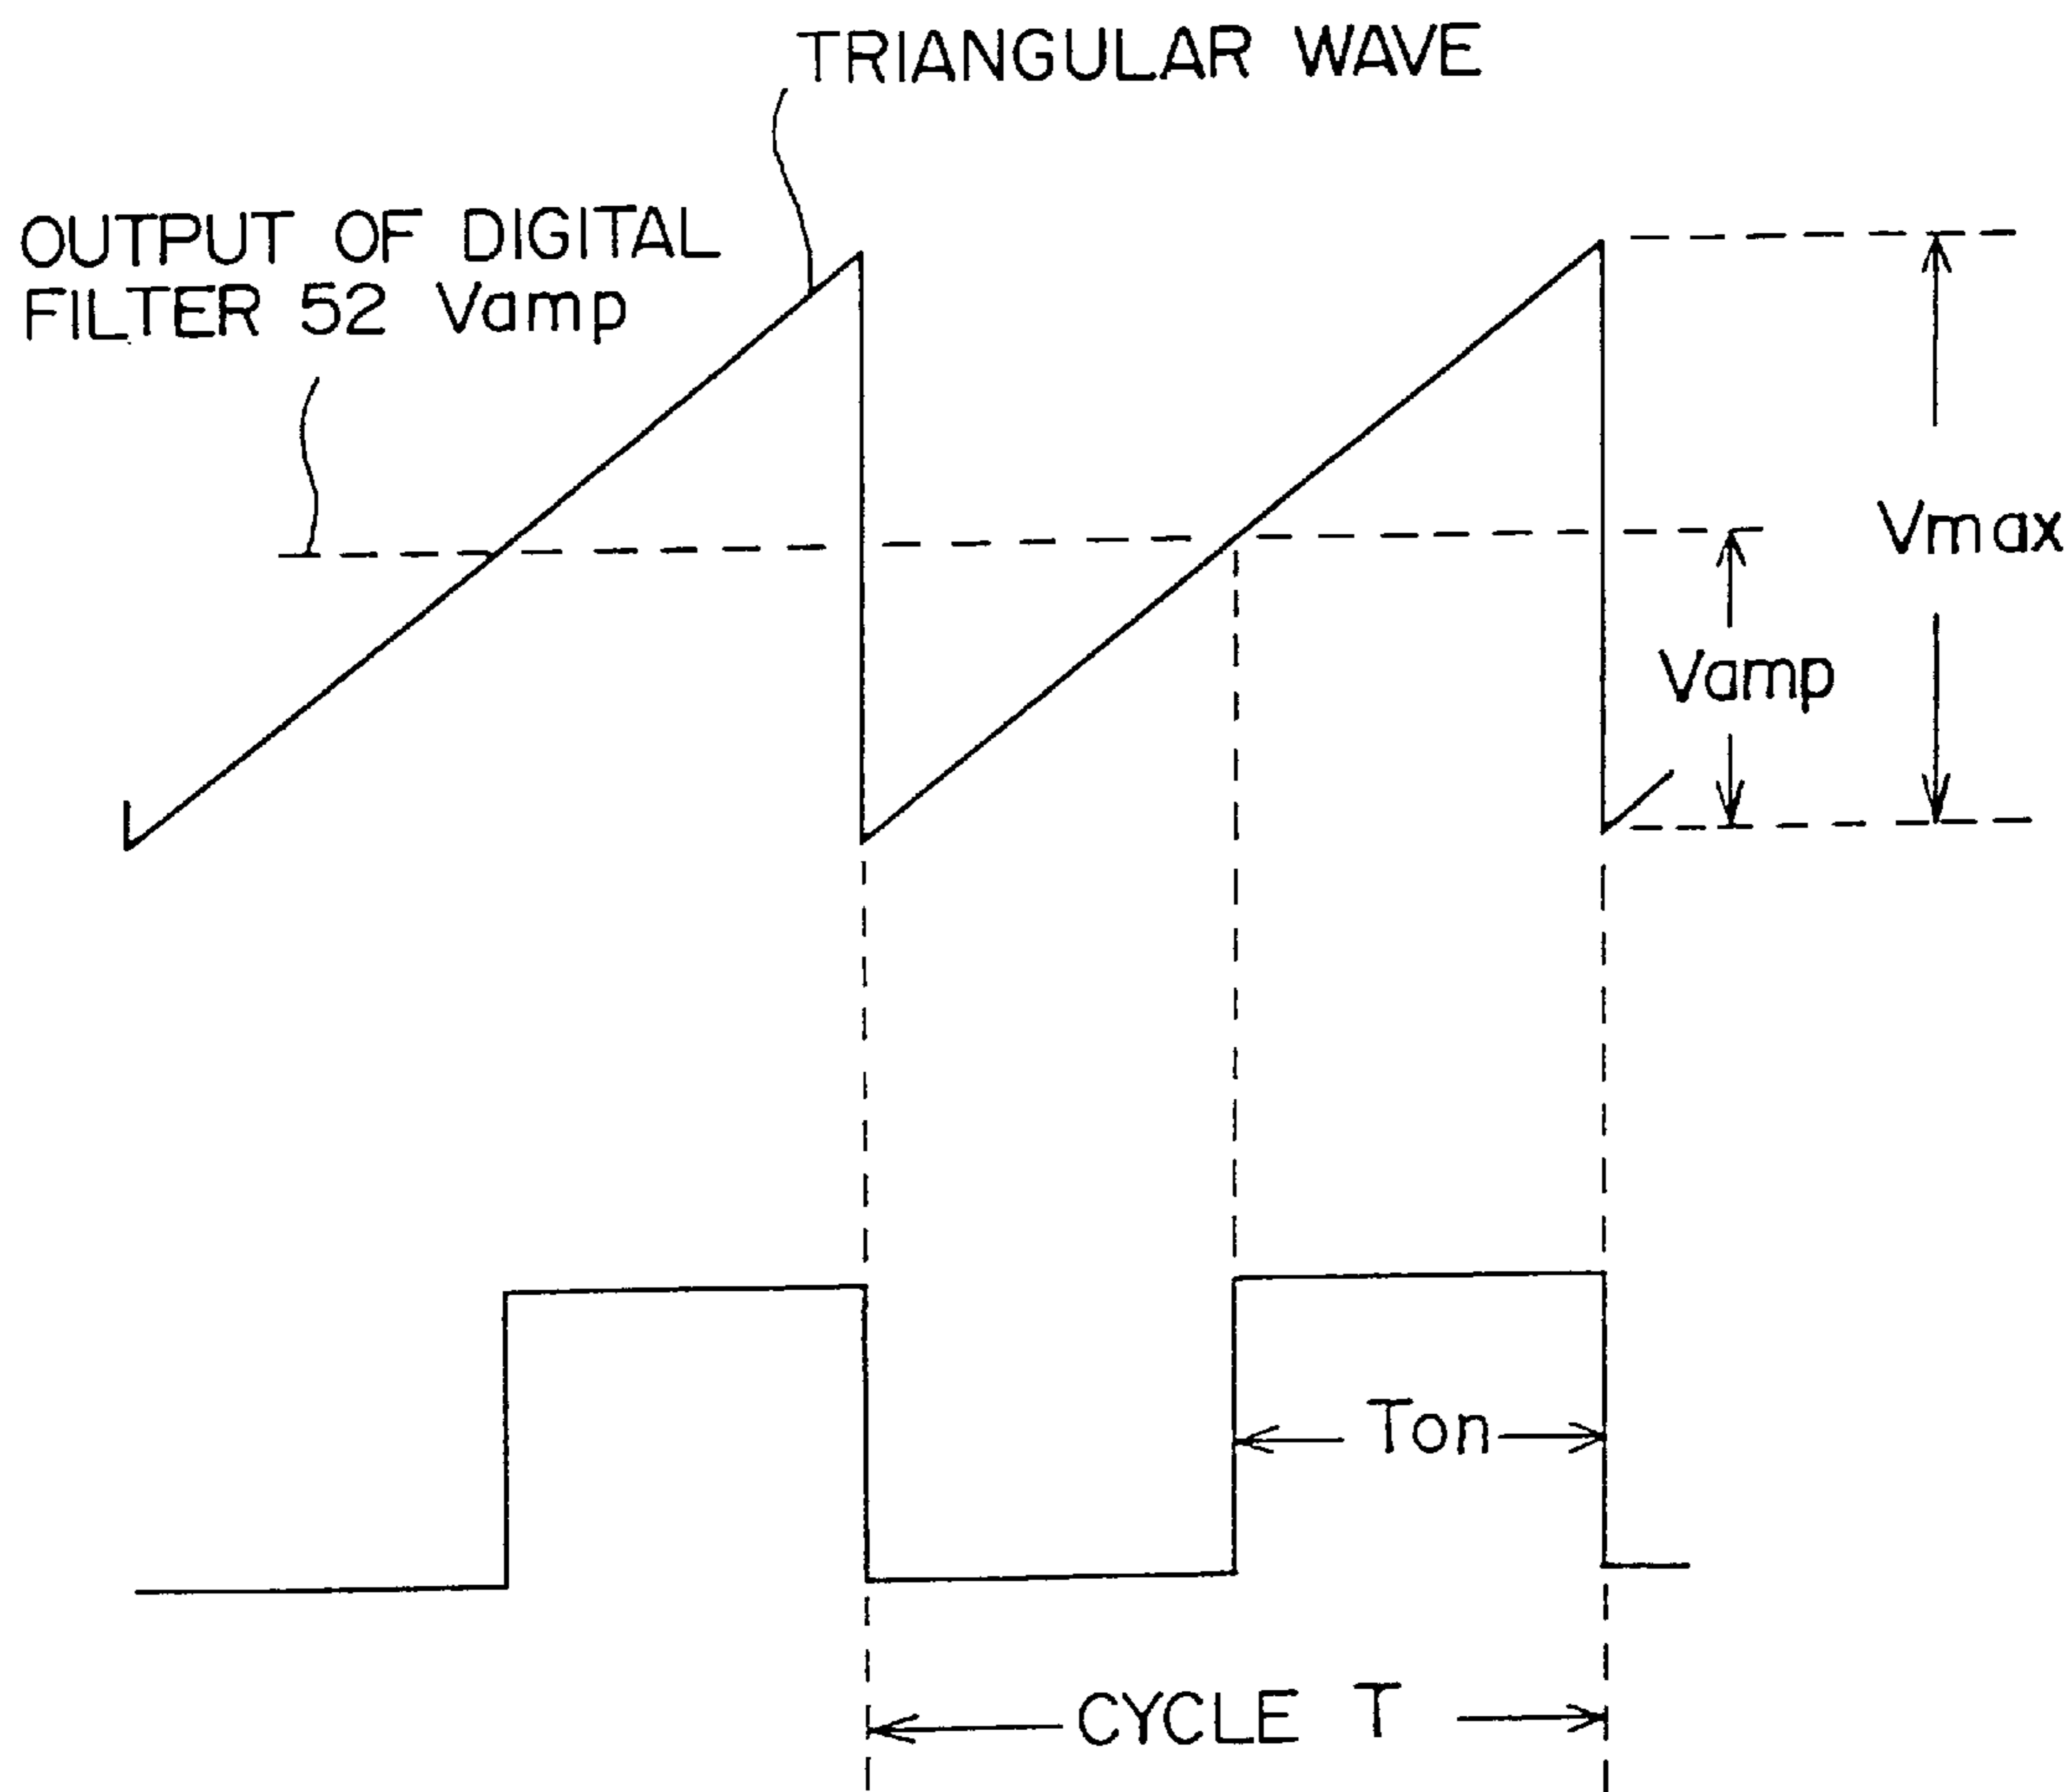 TRIANGULAR WAVE
OUTPUT OF DIGITAL
FILTER 52 Vamp
Vmax
Vamp
Ton
CYCLE T